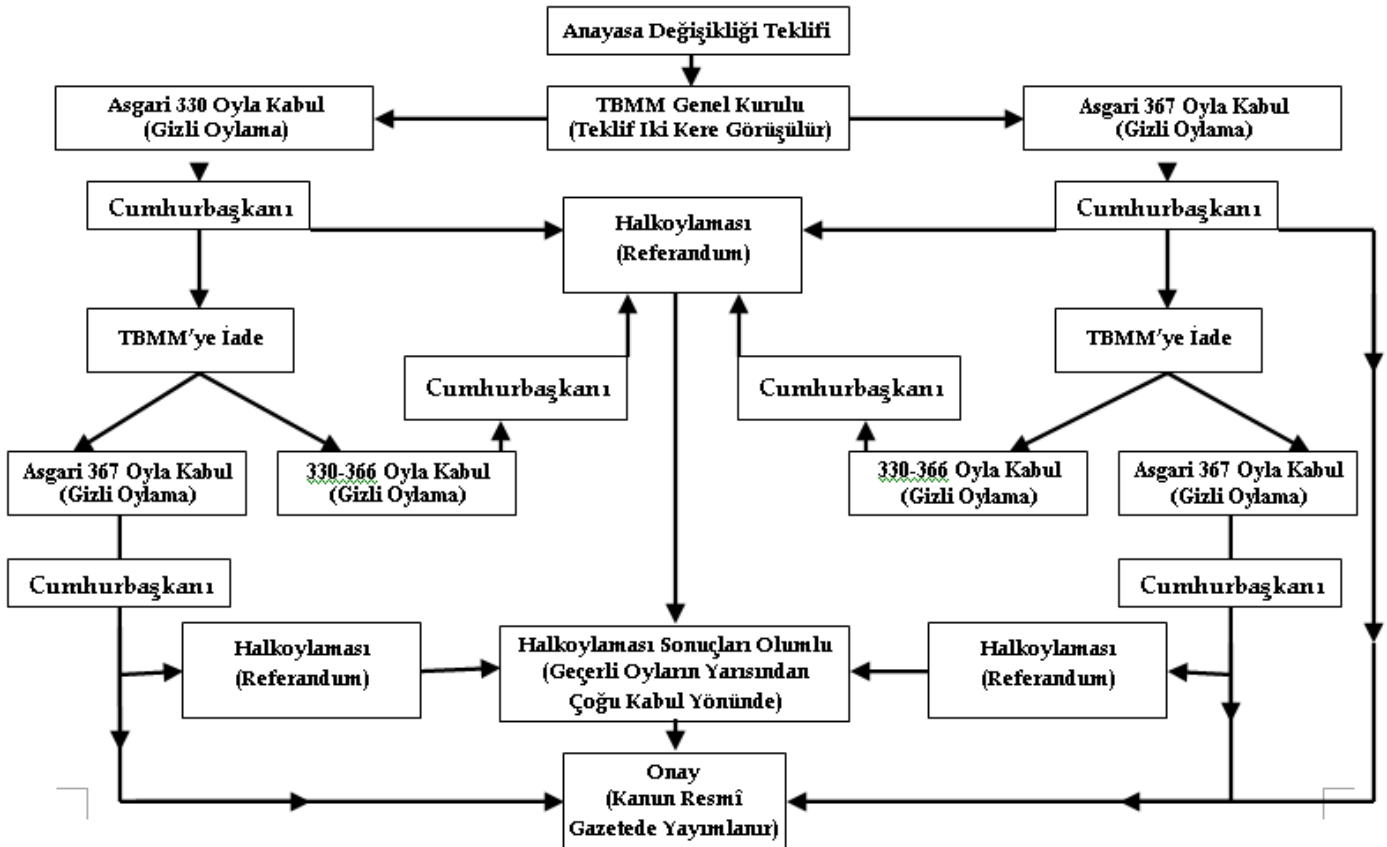 Anayasa Değişikliği Teklifi
Asgari 330 Oyla Kabul
(Gizli Oylama)
TBMM Genel Kurulu
(Teklif Iki Kere Görüşülür)
Asgari 367 Oyla Kabul
(Gizli Oylama)
Cumhurbaşkanı
Halkoylaması
(Referandum)
Cumhurbaşkanı
TBMM'ye İade
TBMM'ye İade
Cumhurbaşkanı
Cumhurbaşkanı
Asgari 367 Oyla Kabul
(Gizli Oylama)
330-366 Oyla Kabul
(Gizli Oylama)
330-366 Oyla Kabul
(Gizli Oylama)
Asgari 367 Oyla Kabul
(Gizli Oylama)
Cumhurbaşkanı
Cumhurbaşkanı
Halkoylaması
(Referandum)
Halkoylaması Sonuçları Olumlu
(Geçerli Oyların Yarısından
Çoğu Kabul Yönünde)
Halkoylaması
(Referandum)
Onay
(Kanun Resmî
Gazetede Yayımlanır)